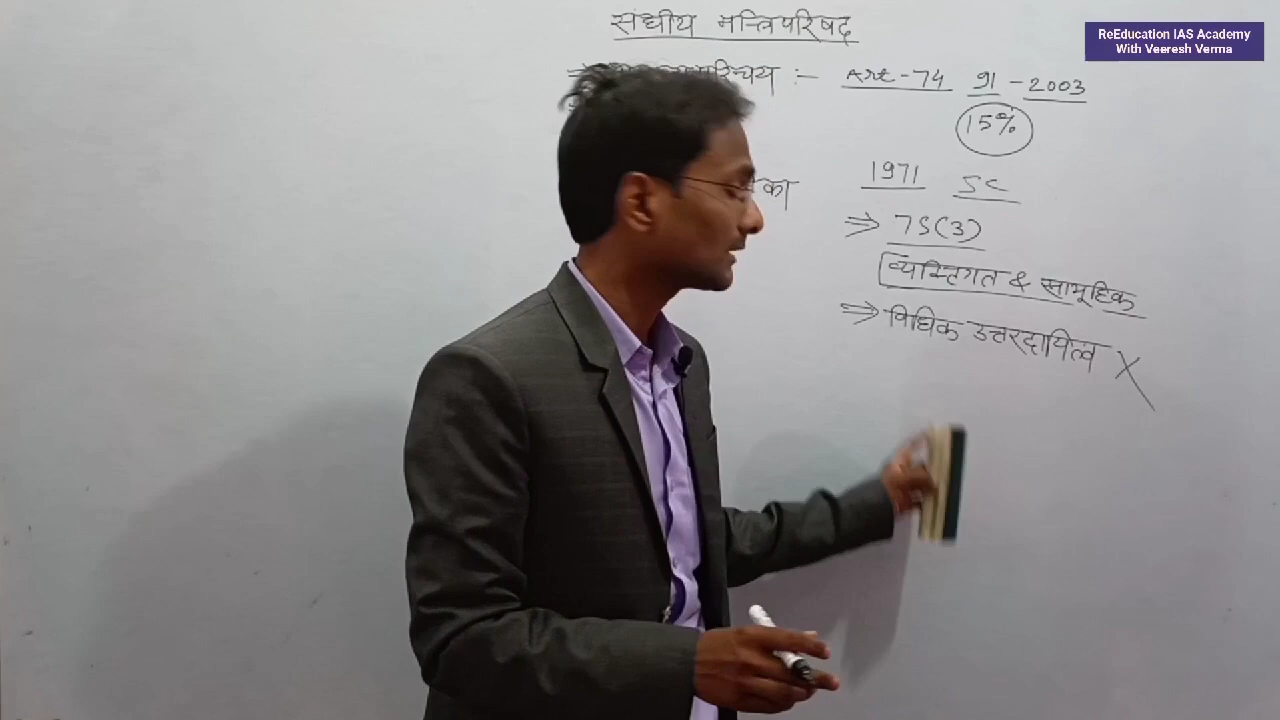 संघीय मन्त्रिपरिषद
ReEducation IAS Academy
With Veeresh Verma
परिचय :- Art-74 91-2003
15%
का 1971 SC
⇒ 75(3)
व्यक्तिगत & सामूहिक
⇒ विधिक उत्तरदायित्व X